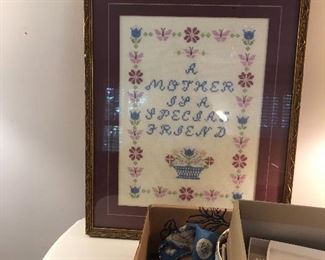 A
MOTHER
IS A
SPECIAL
FRIEND